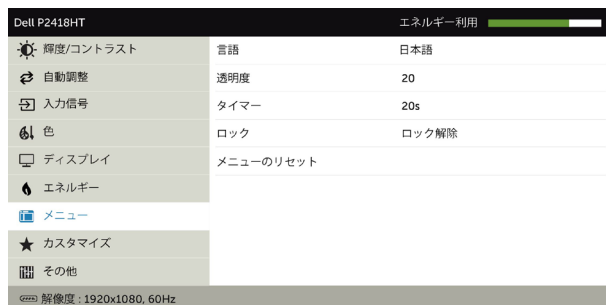 Dell P2418HT エネルギー利用
輝度/コントラスト 言語 日本語
自動調整 透明度 20
入力信号 タイマー 20s
色 ロック ロック解除
ディスプレイ メニューのリセット
エネルギー
メニュー
カスタマイズ
その他
解像度 : 1920x1080, 60Hz